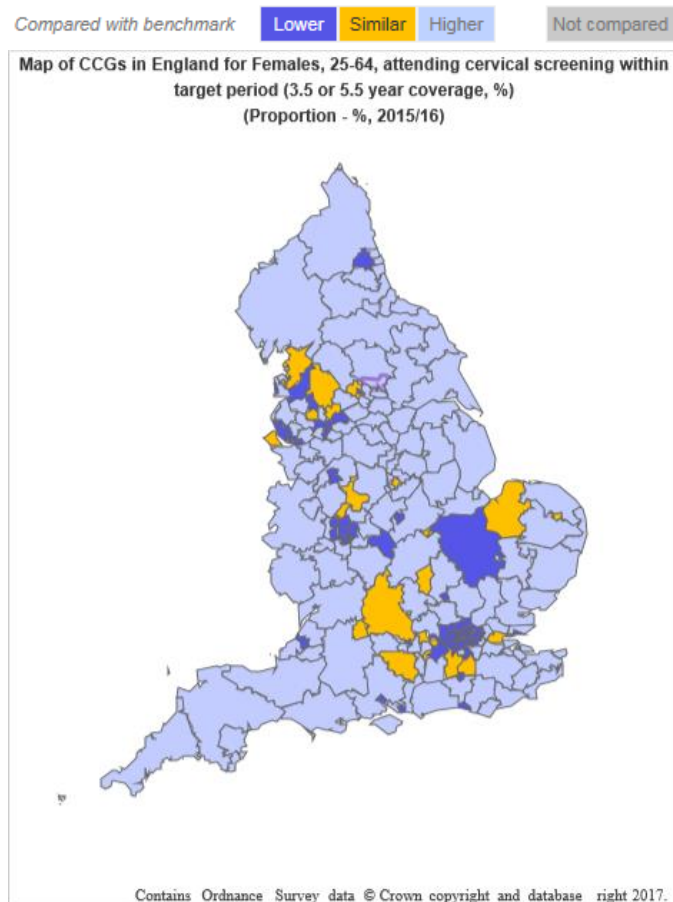 Compared with benchmark Lower Similar Higher Not compared
Map of CCGs in England for Females, 25-64, attending cervical screening within
target period (3.5 or 5.5 year coverage, %)
(Proportion - %, 2015/16)
Contains Ordnance Survey data © Crown copyright and database right 2017.